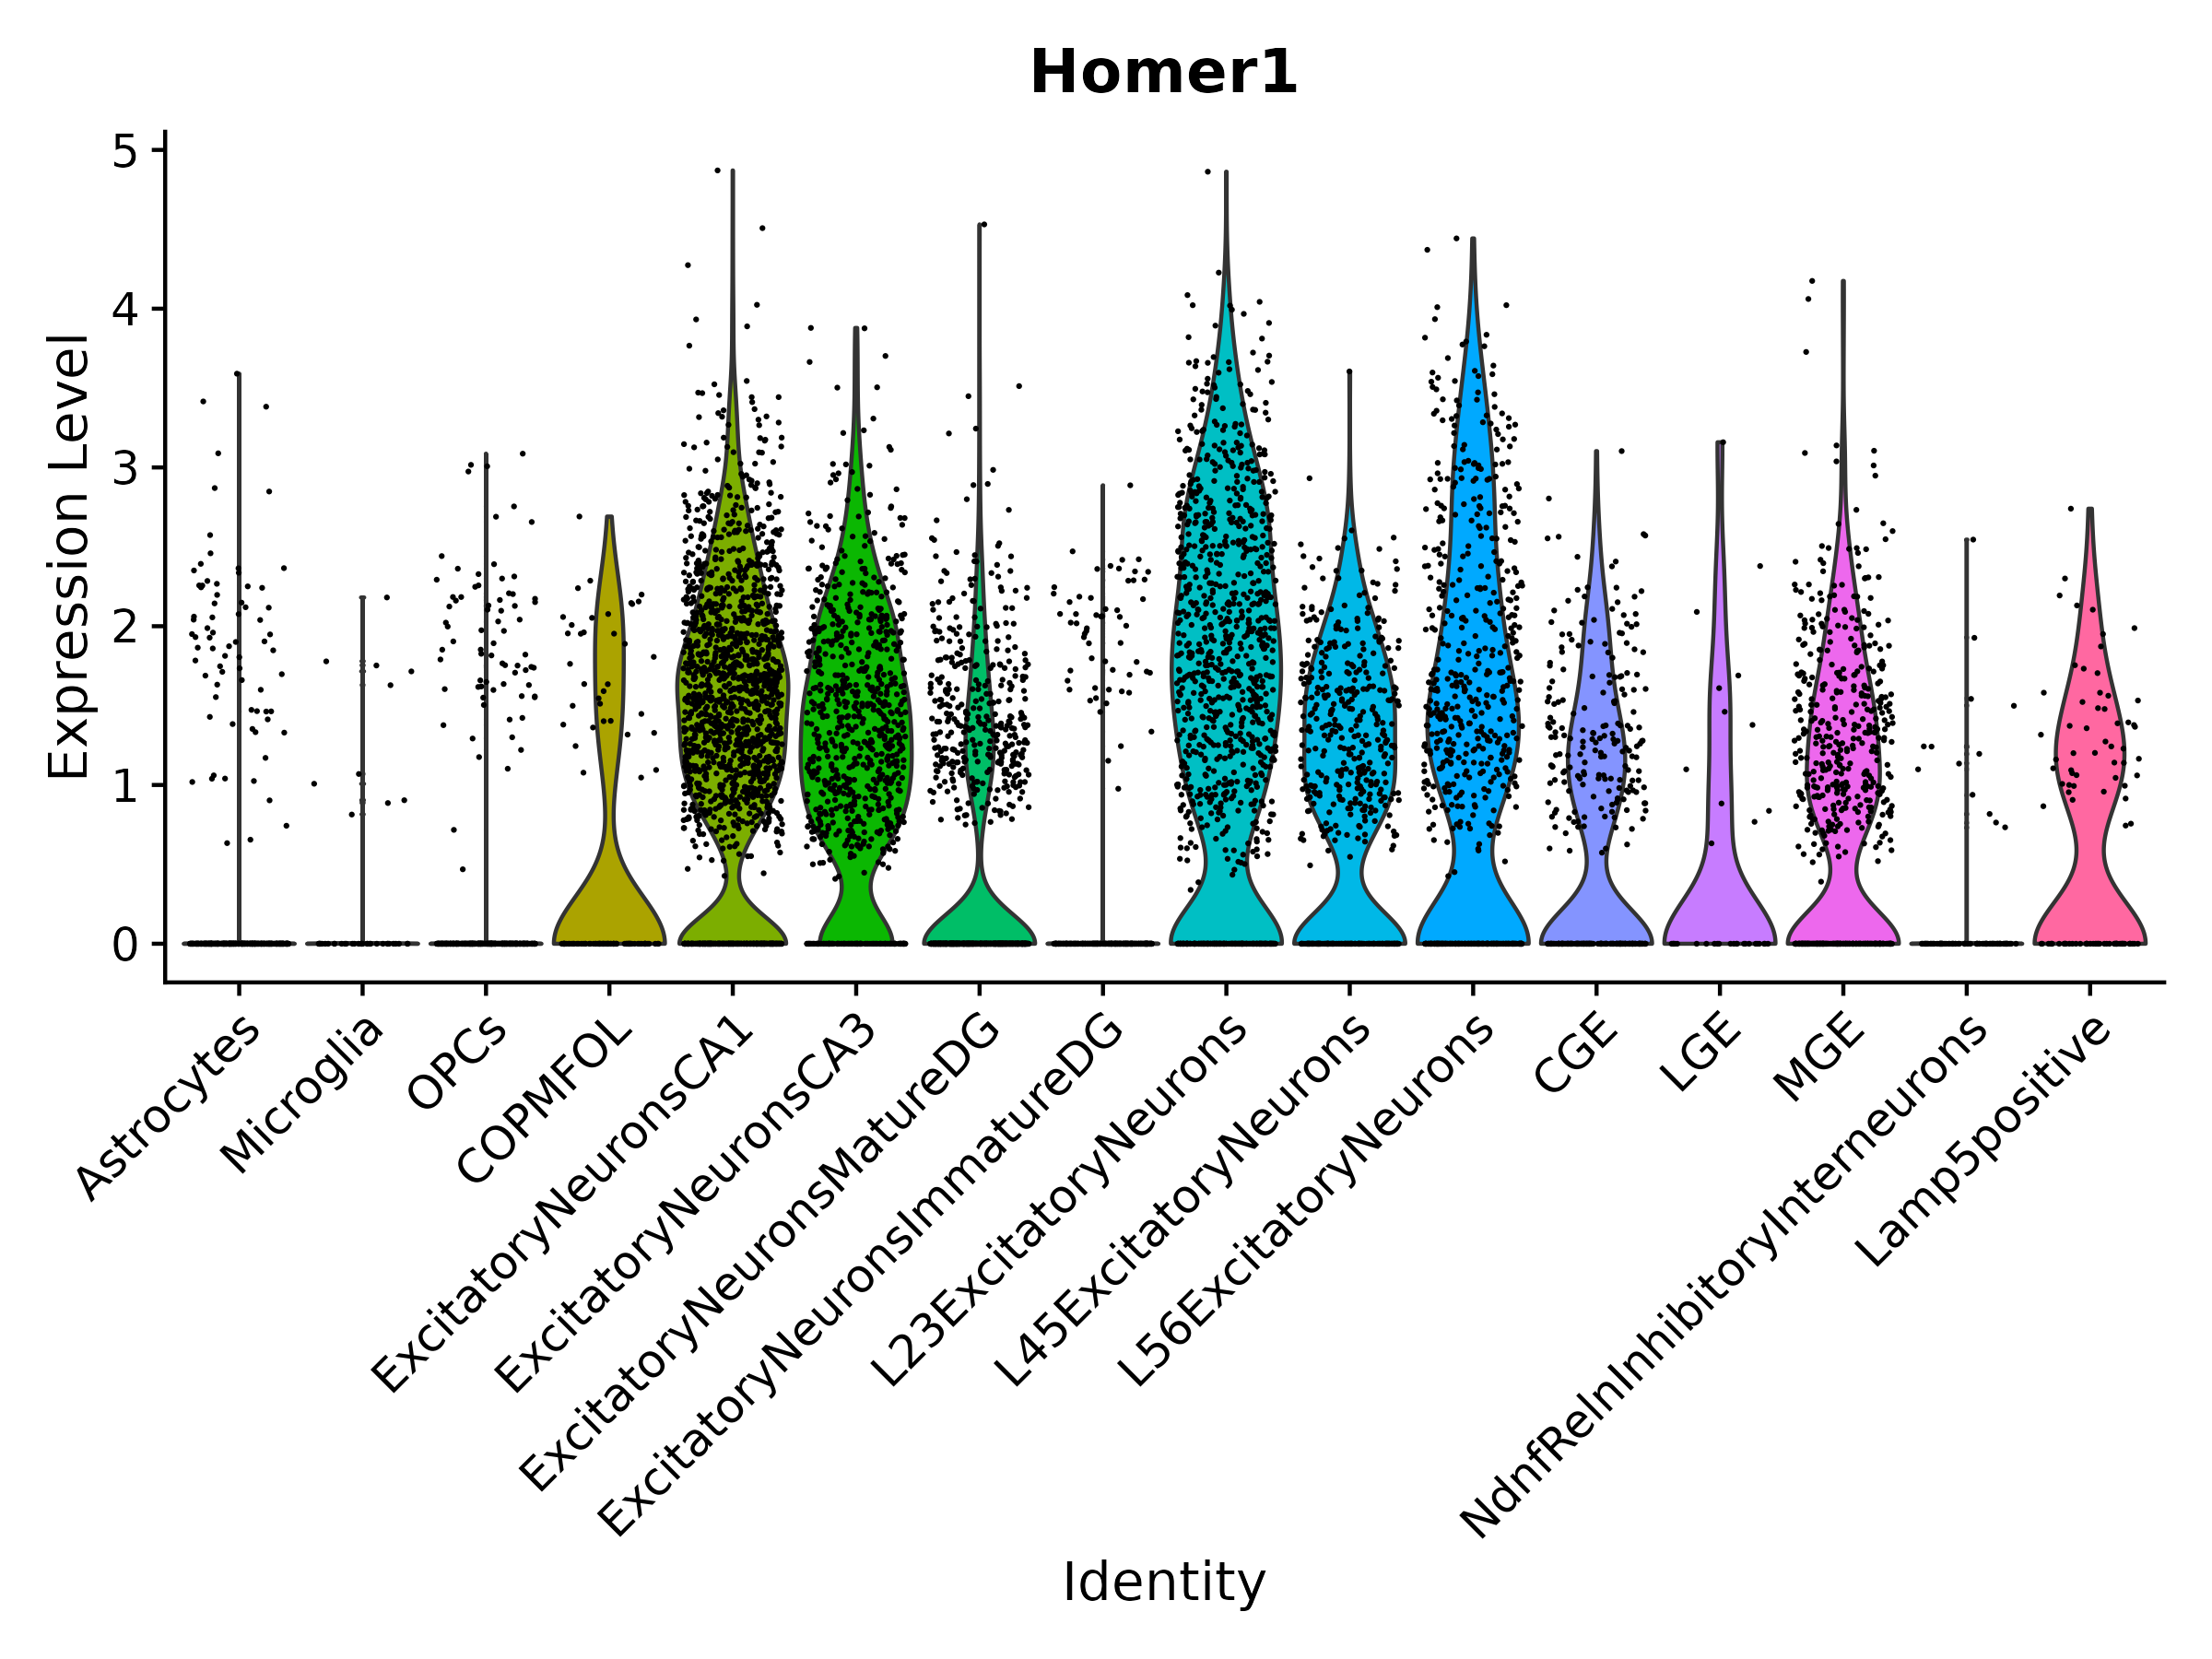 Homer1
Expression Level
5
4
3
2
1
0
Astrocytes
Microglia
OPCs
COPMFOL
ExcitatoryNeuronsCA1
ExcitatoryNeuronsCA3
ExcitatoryNeuronsMatureDG
ExcitatoryNeuronsImmatureDG
L23ExcitatoryNeurons
L45ExcitatoryNeurons
L56ExcitatoryNeurons
CGE
LGE
MGE
NdnfRelnInhibitoryInterneurons
Lamp5positive
Identity